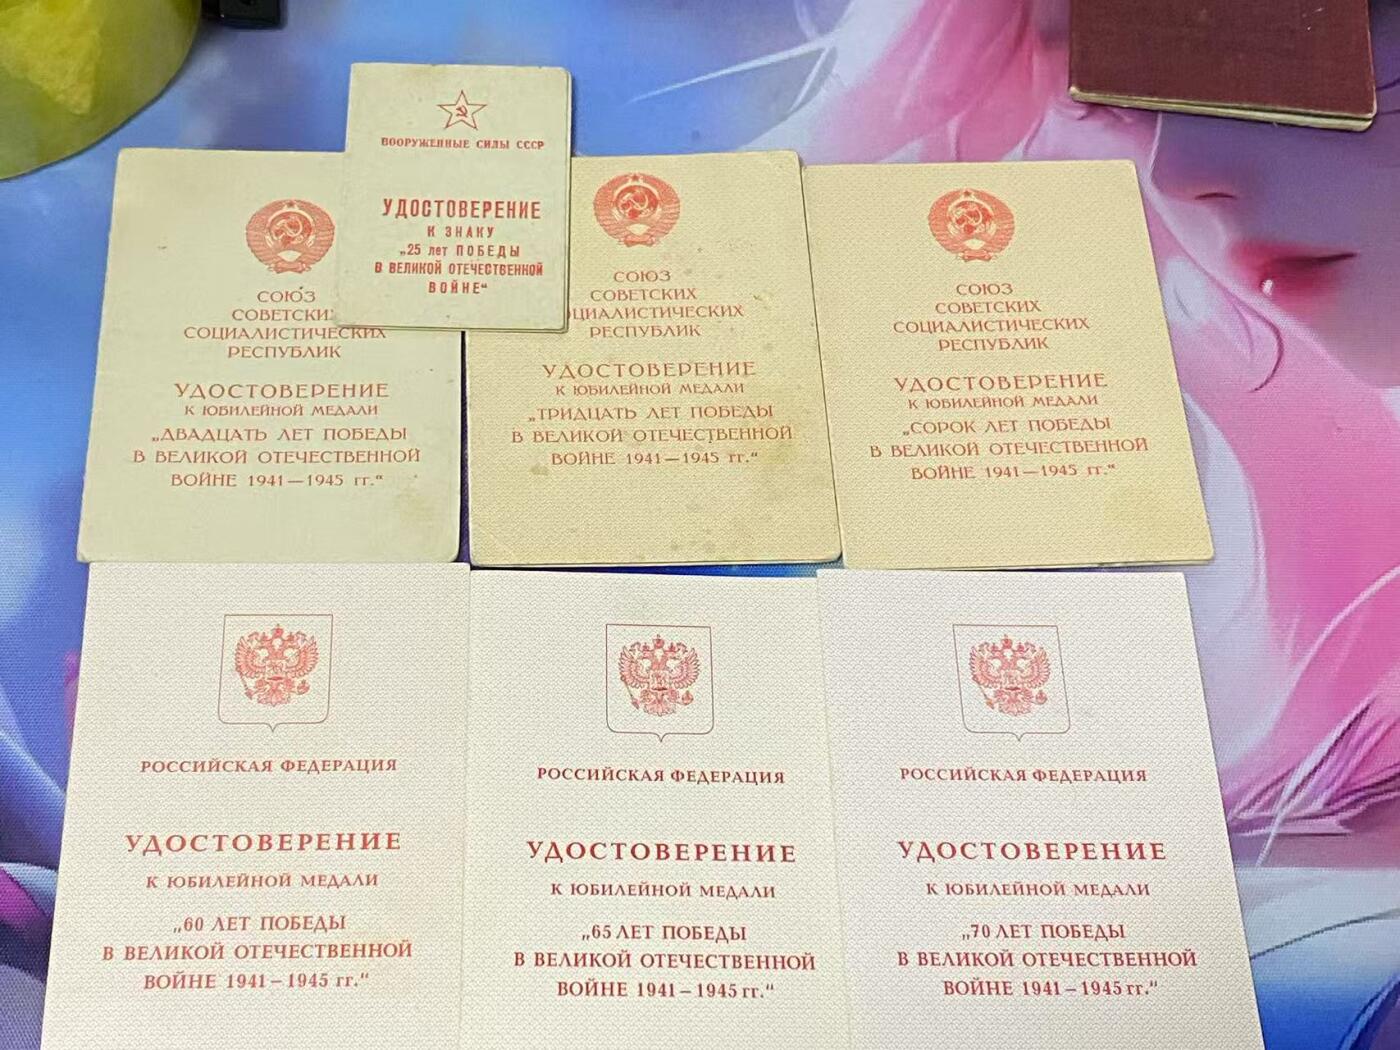 ВООРУЖЕННЫЕ СИЛЫ СССР
УДОСТОВЕРЕНИЕ
К ЗНАКУ
„25 лет ПОБЕДЫ
В ВЕЛИКОЙ ОТЕЧЕСТВЕННОЙ
ВОЙНЕ“
СОЮЗ
СОВЕТСКИХ
СОЦИАЛИСТИЧЕСКИХ
РЕСПУБЛИК
УДОСТОВЕРЕНИЕ
К ЮБИЛЕЙНОЙ МЕДАЛИ
„ДВАДЦАТЬ ЛЕТ ПОБЕДЫ
В ВЕЛИКОЙ ОТЕЧЕСТВЕННОЙ
ВОЙНЕ 1941—1945 гг.“
СОЮЗ
СОВЕТСКИХ
СОЦИАЛИСТИЧЕСКИХ
РЕСПУБЛИК
УДОСТОВЕРЕНИЕ
К ЮБИЛЕЙНОЙ МЕДАЛИ
„ТРИДЦАТЬ ЛЕТ ПОБЕДЫ
В ВЕЛИКОЙ ОТЕЧЕСТВЕННОЙ
ВОЙНЕ 1941—1945 гг.“
СОЮЗ
СОВЕТСКИХ
СОЦИАЛИСТИЧЕСКИХ
РЕСПУБЛИК
УДОСТОВЕРЕНИЕ
К ЮБИЛЕЙНОЙ МЕДАЛИ
„СОРОК ЛЕТ ПОБЕДЫ
В ВЕЛИКОЙ ОТЕЧЕСТВЕННОЙ
ВОЙНЕ 1941—1945 гг.“
РОССИЙСКАЯ ФЕДЕРАЦИЯ
УДОСТОВЕРЕНИЕ
К ЮБИЛЕЙНОЙ МЕДАЛИ
„60 ЛЕТ ПОБЕДЫ
В ВЕЛИКОЙ ОТЕЧЕСТВЕННОЙ
ВОЙНЕ 1941–1945 гг.“
РОССИЙСКАЯ ФЕДЕРАЦИЯ
УДОСТОВЕРЕНИЕ
К ЮБИЛЕЙНОЙ МЕДАЛИ
„65 ЛЕТ ПОБЕДЫ
В ВЕЛИКОЙ ОТЕЧЕСТВЕННОЙ
ВОЙНЕ 1941–1945 гг.“
РОССИЙСКАЯ ФЕДЕРАЦИЯ
УДОСТОВЕРЕНИЕ
К ЮБИЛЕЙНОЙ МЕДАЛИ
„70 ЛЕТ ПОБЕДЫ
В ВЕЛИКОЙ ОТЕЧЕСТВЕННОЙ
ВОЙНЕ 1941–1945 гг.“